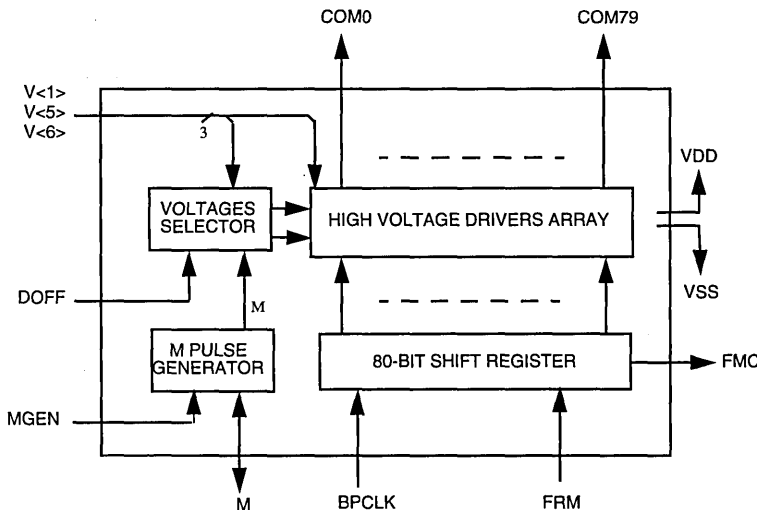 COM0
COM79
V<1>
V<5>
V<6>
3
VDD
VOLTAGES
SELECTOR
HIGH VOLTAGE DRIVERS ARRAY
DOFF
VSS
M
M PULSE
GENERATOR
80-BIT SHIFT REGISTER
FMO
MGEN
M
BPCLK
FRM